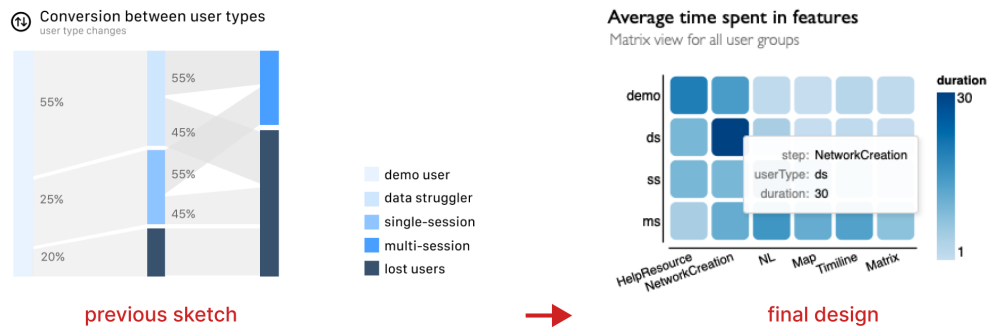 Conversion between user types
user type changes
55%
25%
20%
55%
45%
55%
45%
demo user
data struggler
single-session
multi-session
lost users
previous sketch
Average time spent in features
Matrix view for all user groups
demo
ds
ss
ms
step: NetworkCreation
userType: ds
duration: 30
HelpResource
NetworkCreation
NL
Map
Timiline
Matrix
duration
30
1
final design